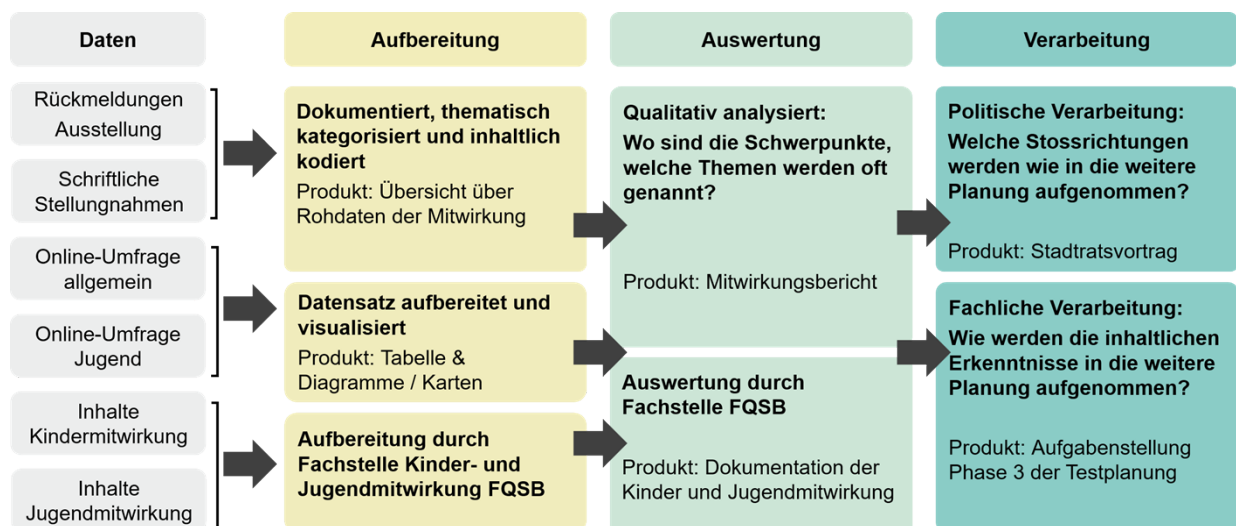 Daten
Aufbereitung
Auswertung
Verarbeitung
Rückmeldungen
Ausstellung
Schriftliche
Stellungnahmen
Online-Umfrage
allgemein
Online-Umfrage
Jugend
Inhalte
Kindermitwirkung
Inhalte
Jugendmitwirkung
Dokumentiert, thematisch
kategorisiert und inhaltlich
kodiert
Produkt: Übersicht über
Rohdaten der Mitwirkung
Datensatz aufbereitet und
visualisiert
Produkt: Tabelle &
Diagramme / Karten
Aufbereitung durch
Fachstelle Kinder- und
Jugendmitwirkung FQSB
Qualitativ analysiert:
Wo sind die Schwerpunkte,
welche Themen werden oft
genannt?
Produkt: Mitwirkungsbericht
Auswertung durch
Fachstelle FQSB
Produkt: Dokumentation der
Kinder und Jugendmitwirkung
Politische Verarbeitung:
Welche Stossrichtungen
werden wie in die weitere
Planung aufgenommen?
Produkt: Stadtratsvortrag
Fachliche Verarbeitung:
Wie werden die inhaltlichen
Erkenntnisse in die weitere
Planung aufgenommen?
Produkt: Aufgabenstellung
Phase 3 der Testplanung